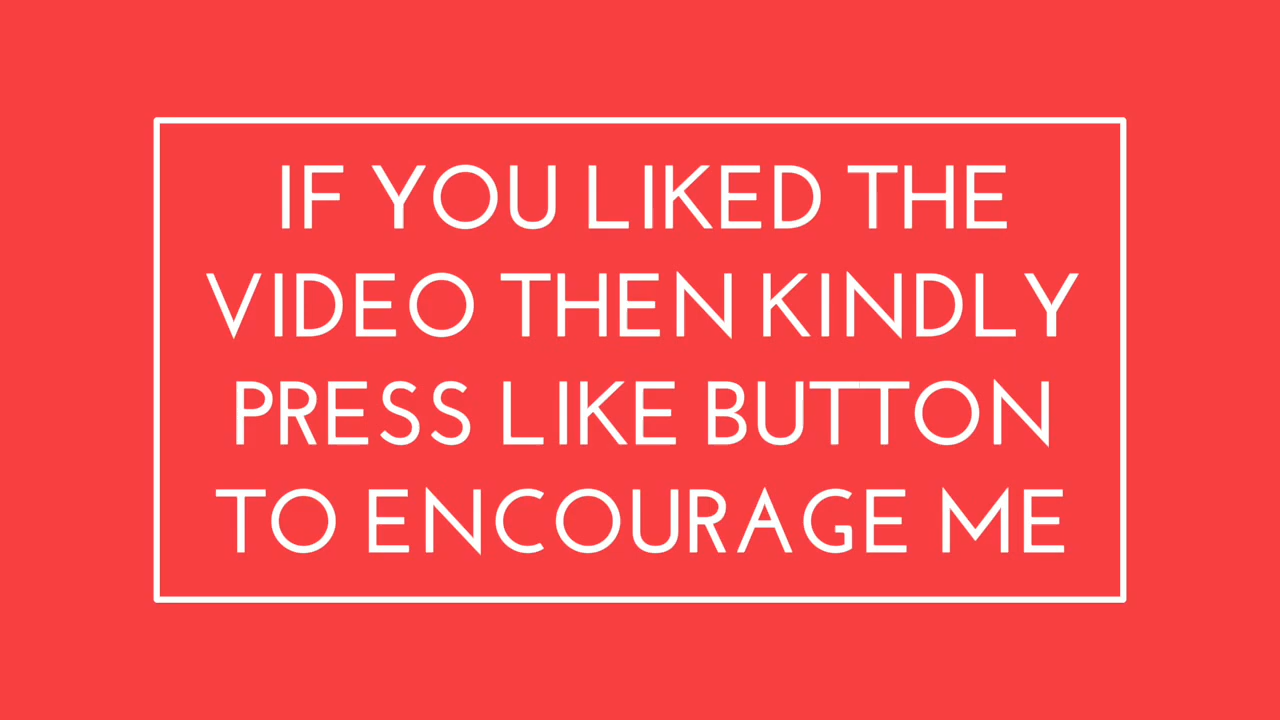 IF YOU LIKED THE
VIDEO THEN KINDLY
PRESS LIKE BUTTON
TO ENCOURAGE ME